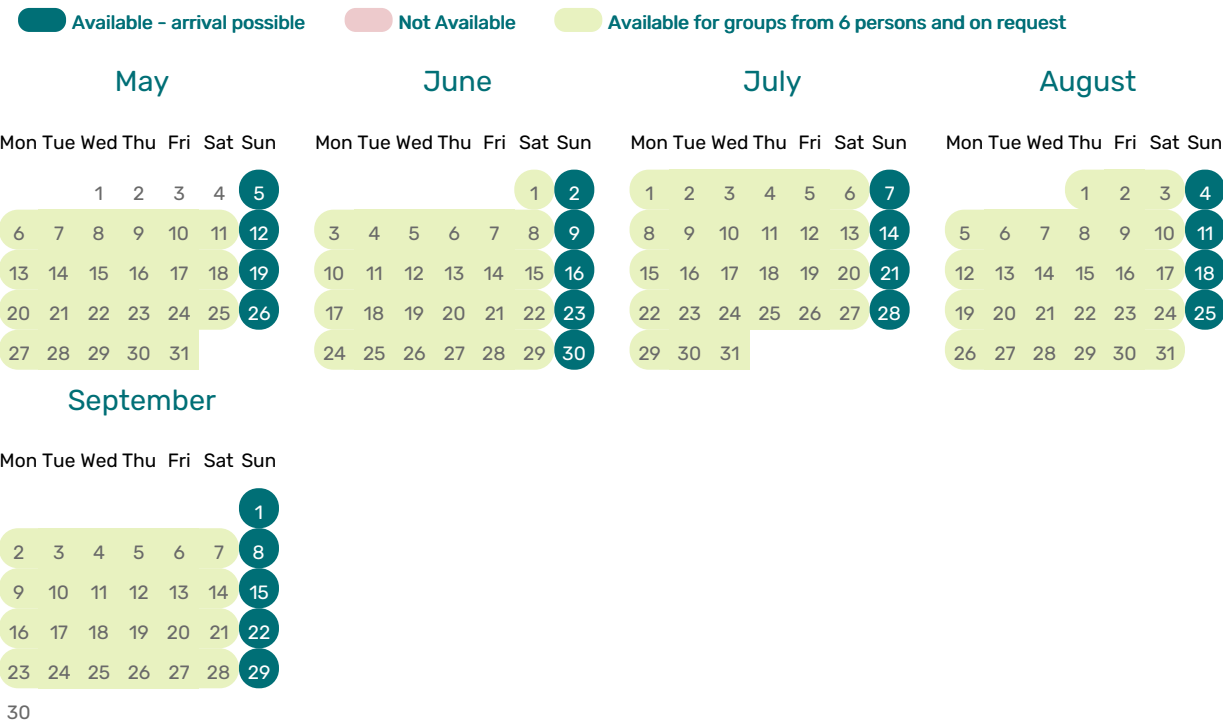 Available - arrival possible Not Available Available for groups from 6 persons and on request
May June July August
Mon Tue Wed Thu Fri Sat Sun Mon Tue Wed Thu Fri Sat Sun Mon Tue Wed Thu Fri Sat Sun Mon Tue Wed Thu Fri Sat Sun
1 2 3 4 5 1 2 1 2 3 4 5 6 7 1 2 3 4
6 7 8 9 10 11 12 3 4 5 6 7 8 9 8 9 10 11 12 13 14 5 6 7 8 9 10 11
13 14 15 16 17 18 19 10 11 12 13 14 15 16 15 16 17 18 19 20 21 12 13 14 15 16 17 18
20 21 22 23 24 25 26 17 18 19 20 21 22 23 22 23 24 25 26 27 28 19 20 21 22 23 24 25
27 28 29 30 31 24 25 26 27 28 29 30 29 30 31 26 27 28 29 30 31
September
Mon Tue Wed Thu Fri Sat Sun
1
2 3 4 5 6 7 8
9 10 11 12 13 14 15
16 17 18 19 20 21 22
23 24 25 26 27 28 29
30